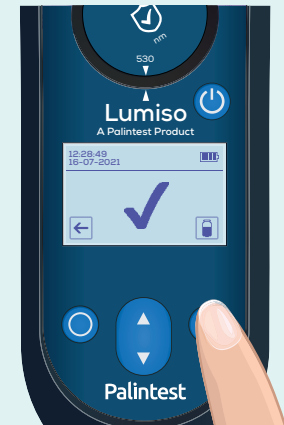 nm
530
Lumiso
A Palintest Product
12:28:49
16-07-2021
Palintest